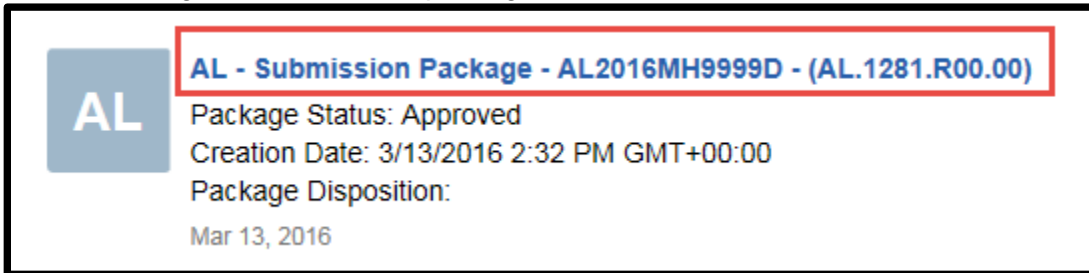 AL
AL - Submission Package - AL2016MH9999D - (AL.1281.R00.00)
Package Status: Approved
Creation Date: 3/13/2016 2:32 PM GMT+00:00
Package Disposition:
Mar 13, 2016